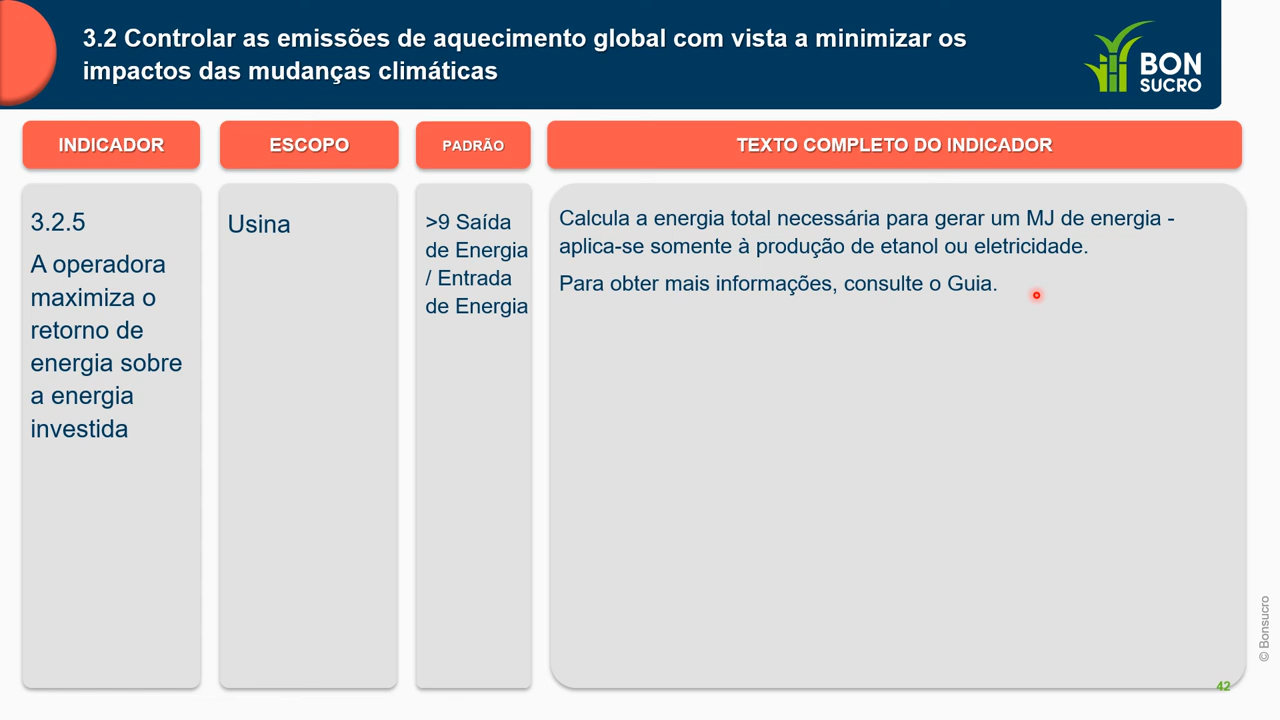 3.2 Controlar as emissões de aquecimento global com vista a minimizar os
impactos das mudanças climáticas
BON
SUCRO
INDICADOR
ESCOPO
PADRÃO
TEXTO COMPLETO DO INDICADOR
3.2.5
A operadora
maximiza o
retorno de
energia sobre
a energia
investida
Usina
>9 Saída
de Energia
/ Entrada
de Energia
Calcula a energia total necessária para gerar um MJ de energia -
aplica-se somente à produção de etanol ou eletricidade.
Para obter mais informações, consulte o Guia.
© Bonsucro
42